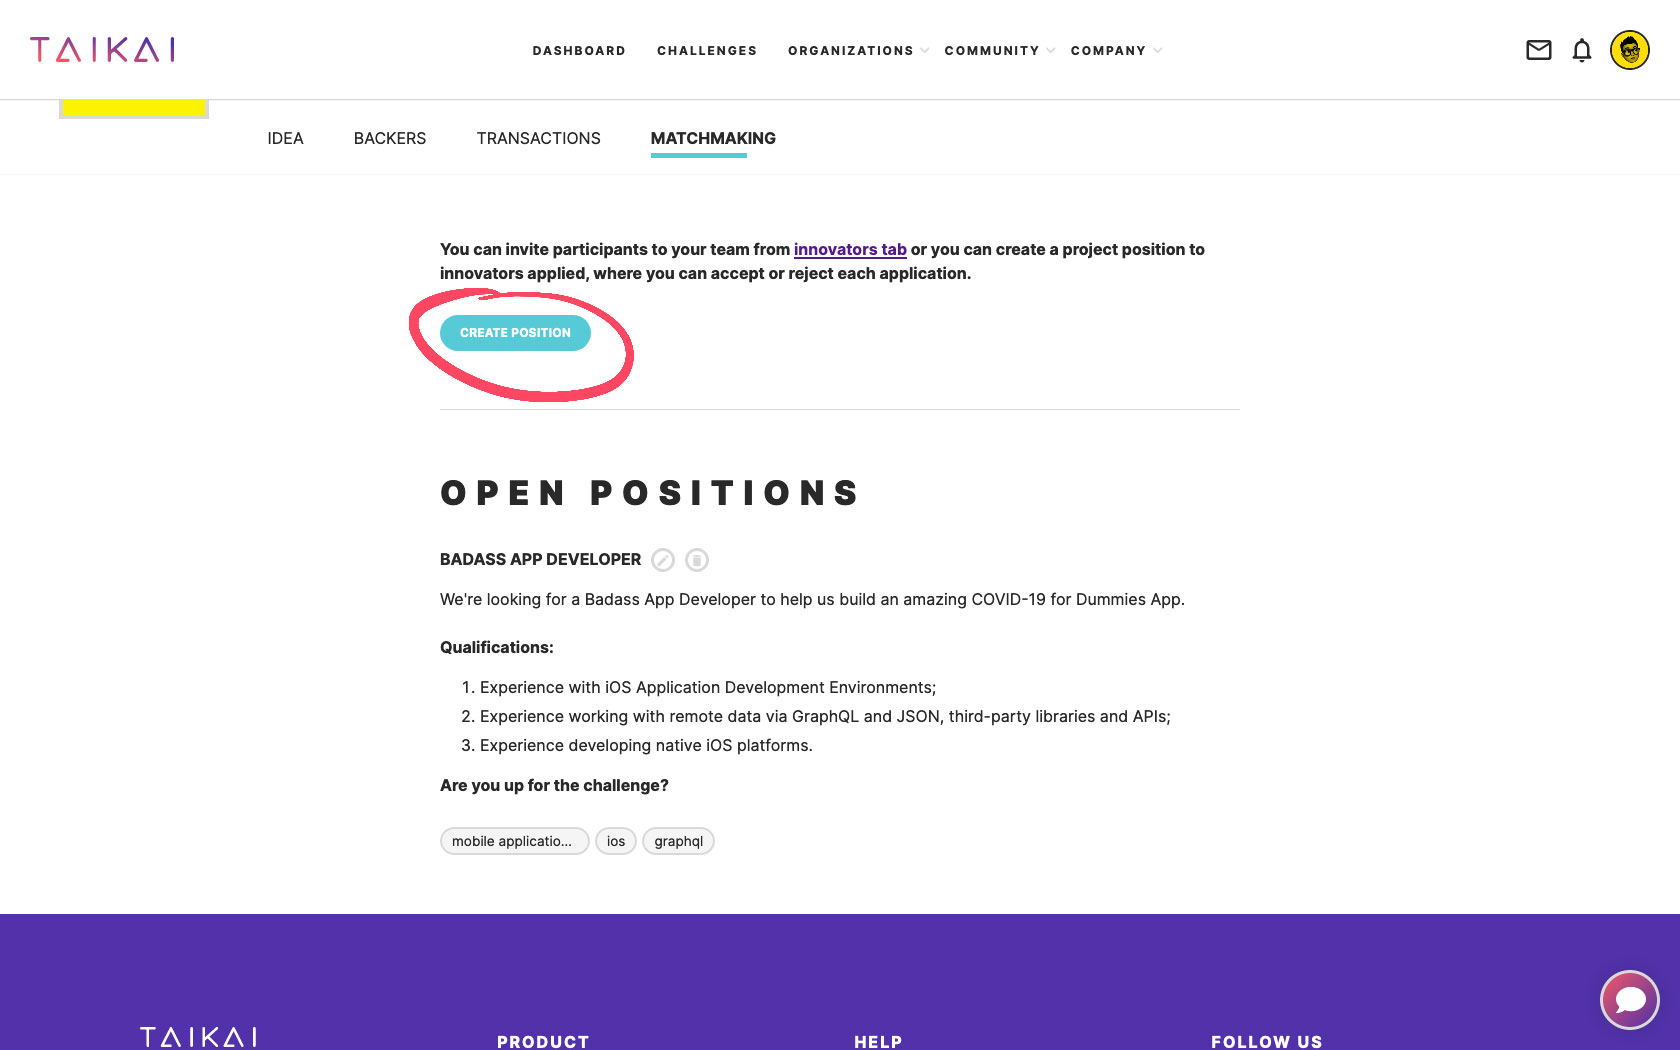 TAIKAI
DASHBOARD
CHALLENGES
ORGANIZATIONS
COMMUNITY
COMPANY
IDEA
BACKERS
TRANSACTIONS
MATCHMAKING
You can invite participants to your team from innovators tab or you can create a project position to
innovators applied, where you can accept or reject each application.
CREATE POSITION
OPEN POSITIONS
BADASS APP DEVELOPER
We're looking for a Badass App Developer to help us build an amazing COVID-19 for Dummies App.
Qualifications:
1. Experience with iOS Application Development Environments;
2. Experience working with remote data via GraphQL and JSON, third-party libraries and APIs;
3. Experience developing native iOS platforms.
Are you up for the challenge?
mobile applicatio...
ios
graphql
TAIKAI
PRODUCT
HELP
FOLLOW US